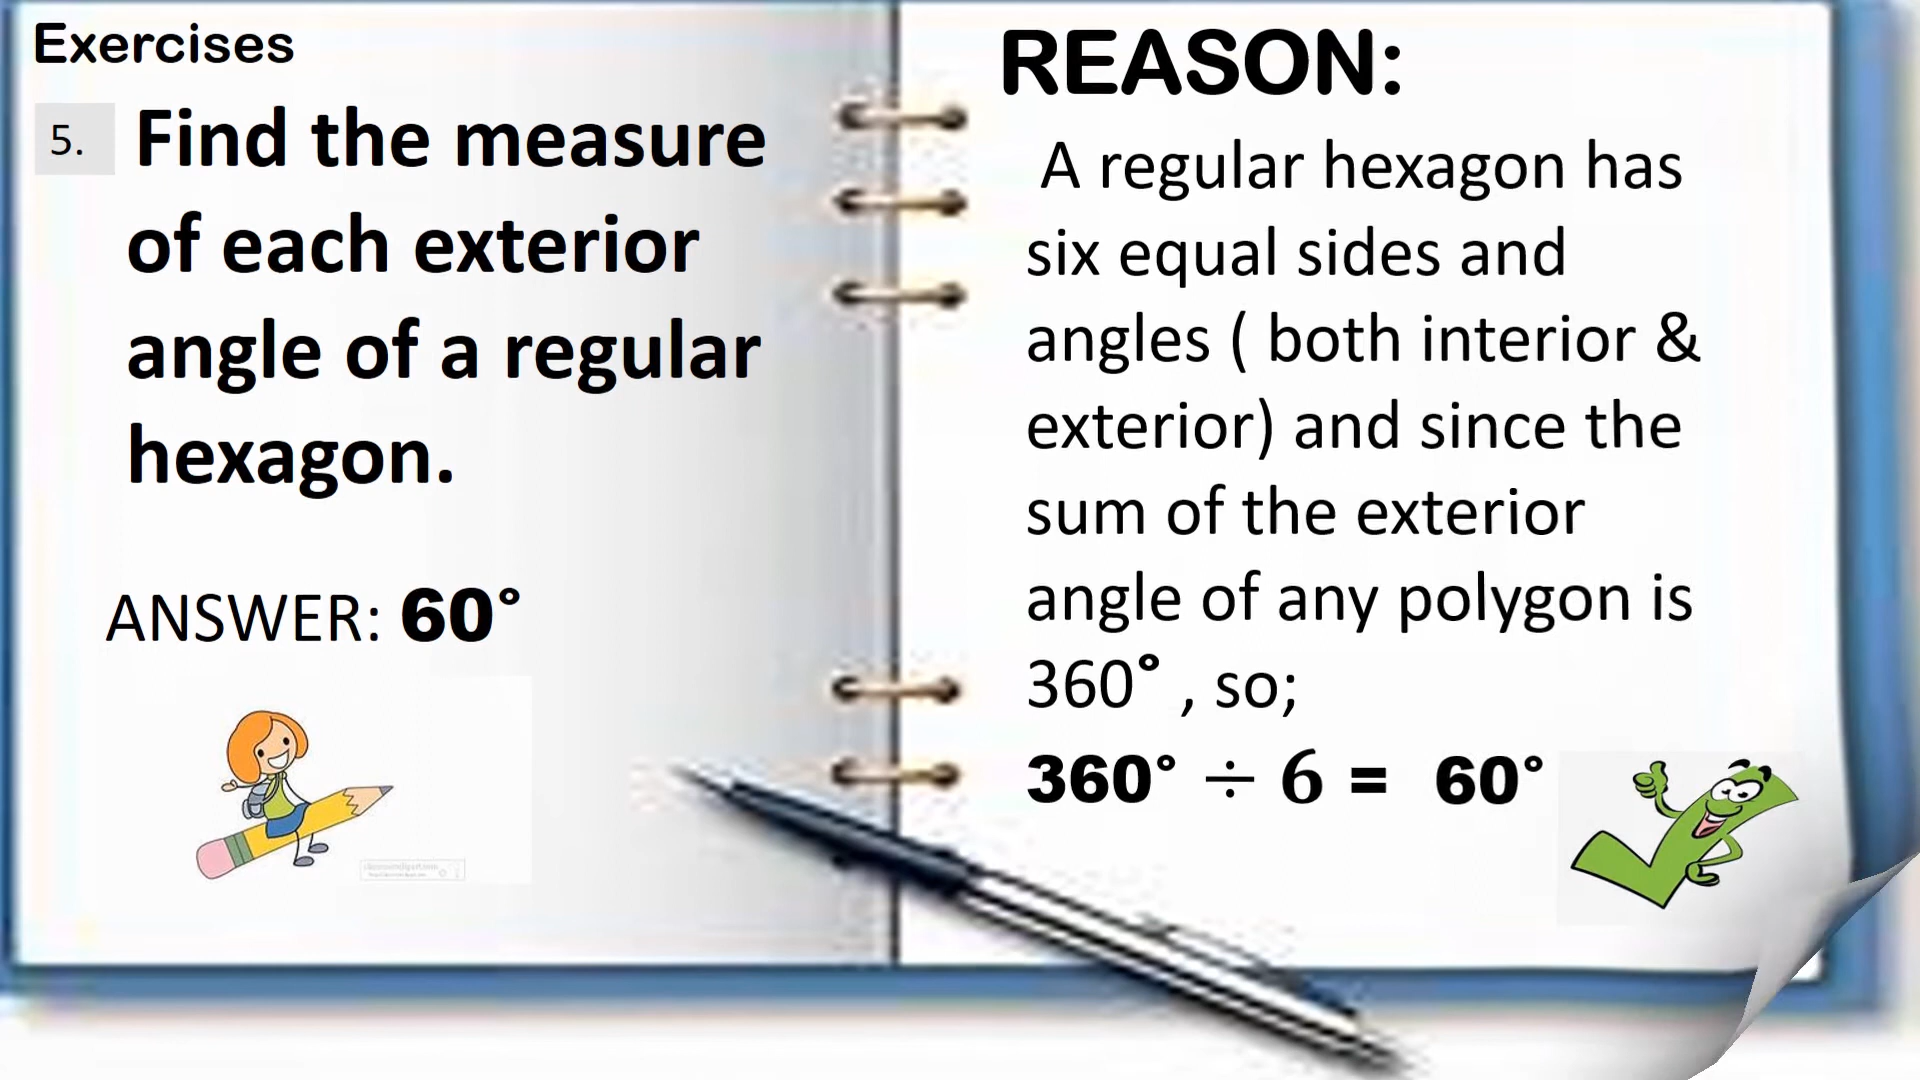 Exercises
5. Find the measure
of each exterior
angle of a regular
hexagon.
ANSWER: 60°
REASON:
A regular hexagon has
six equal sides and
angles ( both interior &
exterior) and since the
sum of the exterior
angle of any polygon is
360° , so;
360° ÷ 6 = 60°